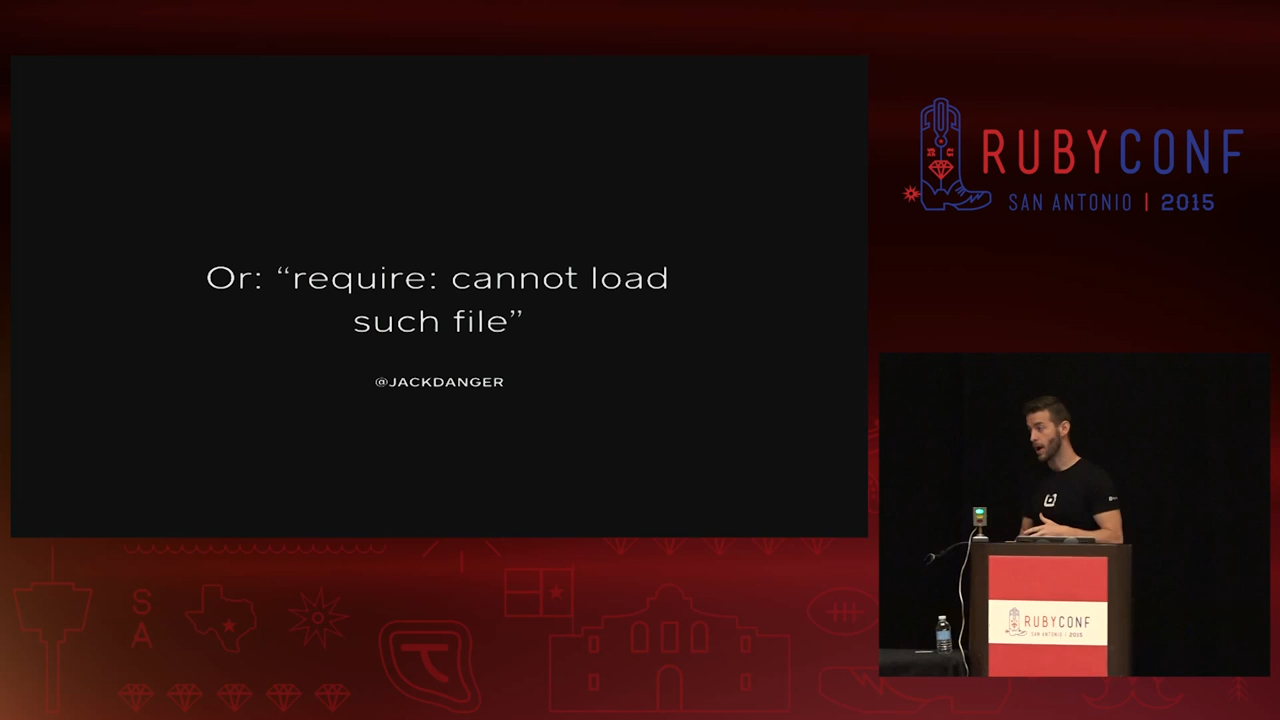 Or: “require: cannot load
such file”
@JACKDANGER
RUBYCONF
SAN ANTONIO | 2015
RUBYCONF
SAN ANTONIO | 2015
S
A